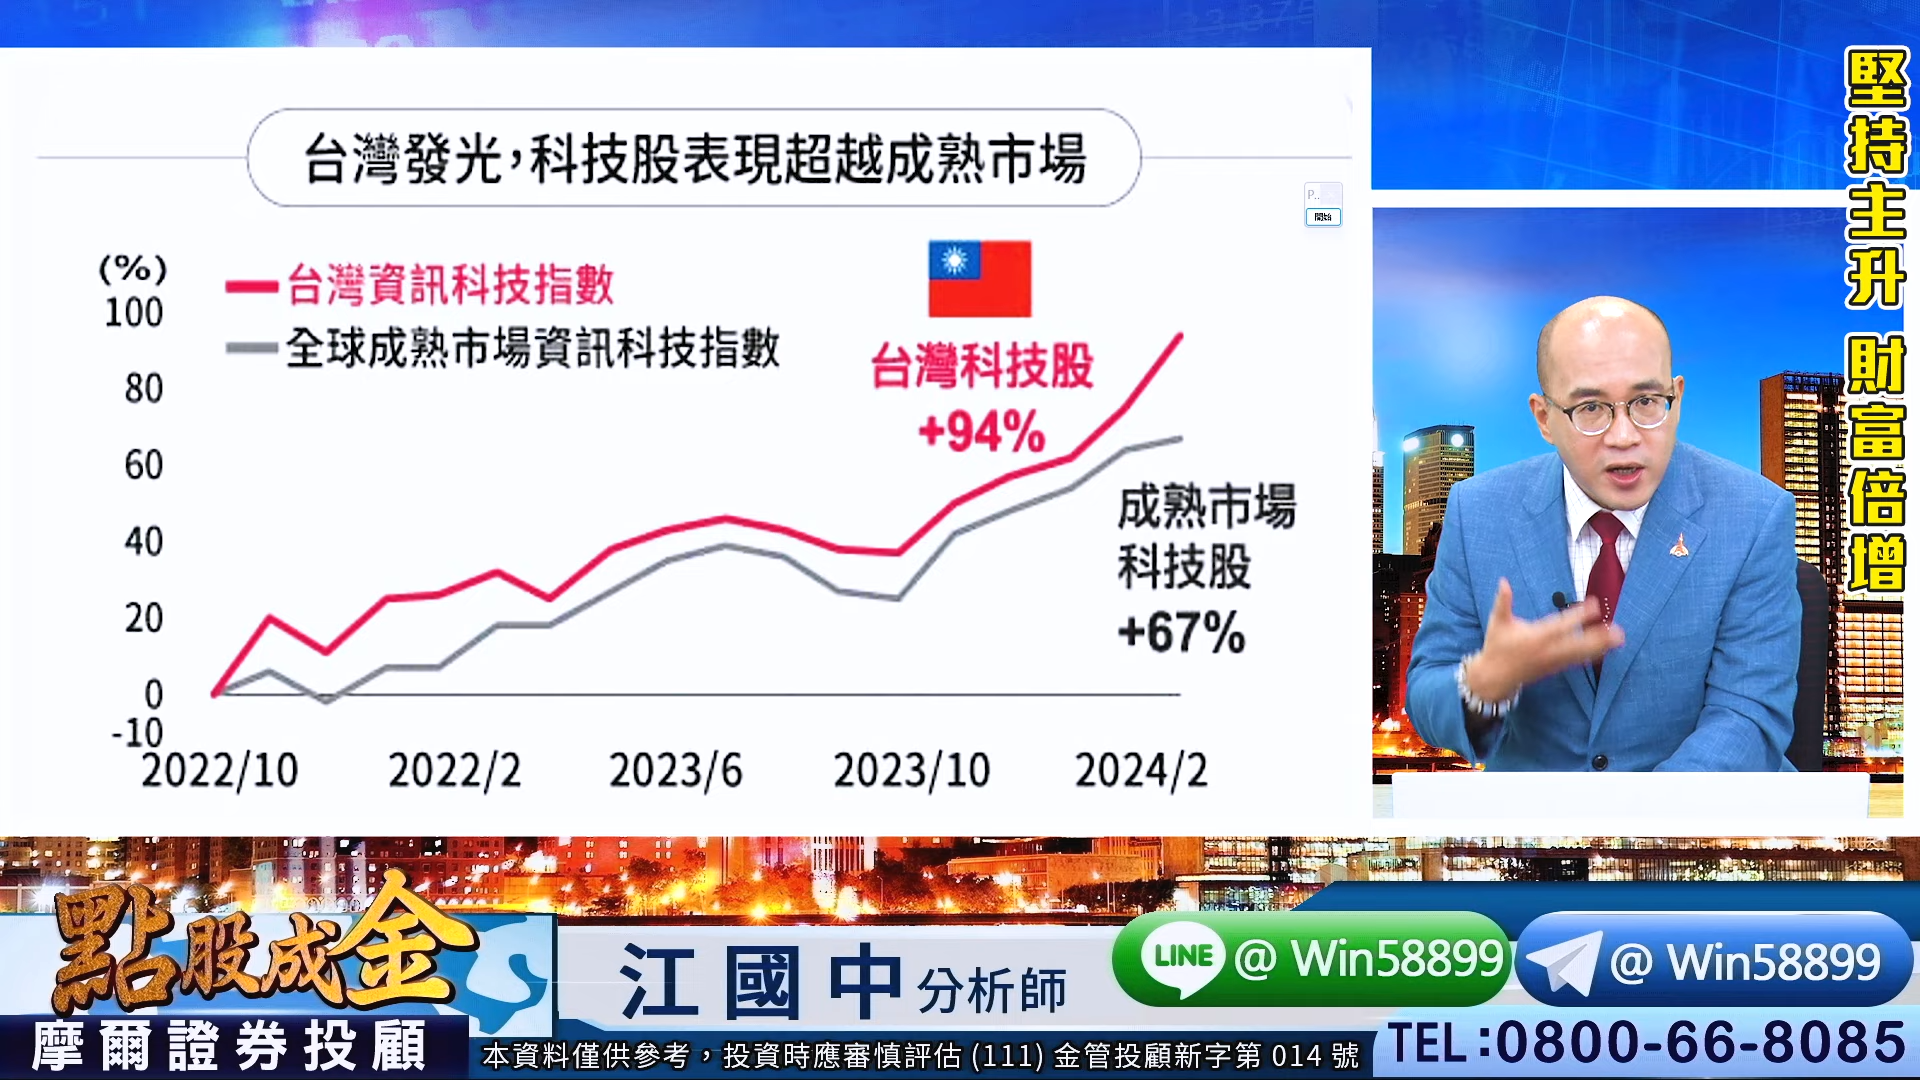 台灣發光,科技股表現超越成熟市場
P..
開始
(%)
100
80
60
40
20
0
-10
台灣資訊科技指數
全球成熟市場資訊科技指數
台灣科技股
+94%
成熟市場
科技股
+67%
2022/10
2022/2
2023/6
2023/10
2024/2
堅持主升 財富倍增
點股成金
摩爾證券投顧
江國中分析師
LINE @ Win58899
@ Win58899
TEL:0800-66-8085
本資料僅供參考，投資時應審慎評估 (111) 金管投顧新字第 014 號